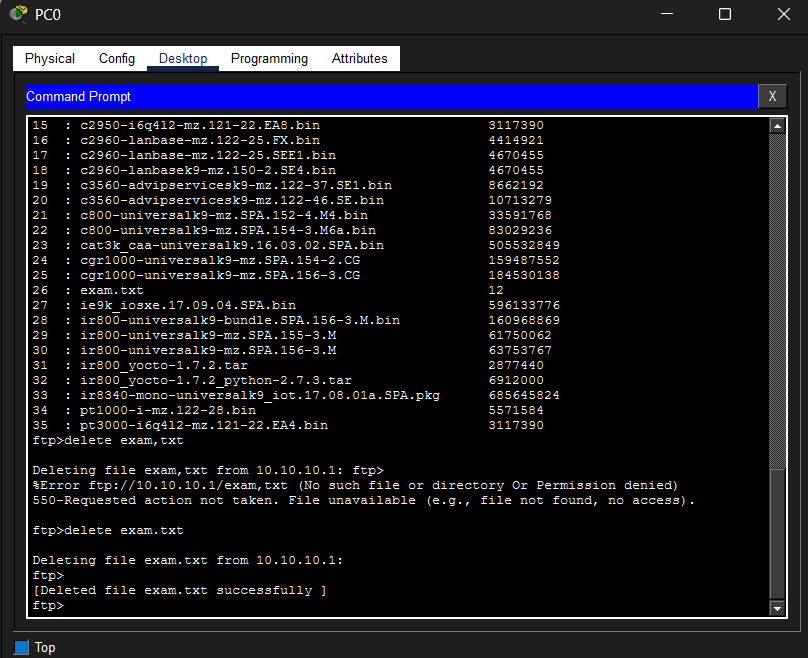 PC0
Physical Config Desktop Programming Attributes
Command Prompt X
15 : c2950-i6q4l2-mz.121-22.EA8.bin 3117390
16 : c2960-lanbase-mz.122-25.FX.bin 4414921
17 : c2960-lanbase-mz.122-25.SEE1.bin 4670455
18 : c2960-lanbasek9-mz.150-2.SE4.bin 4670455
19 : c3560-advipservicesk9-mz.122-37.SE1.bin 8662192
20 : c3560-advipservicesk9-mz.122-46.SE.bin 10713279
21 : c800-universalk9-mz.SPA.152-4.M4.bin 33591768
22 : c800-universalk9-mz.SPA.154-3.M6a.bin 83029236
23 : cat3k_caa-universalk9.16.03.02.SPA.bin 505532849
24 : cgr1000-universalk9-mz.SPA.154-2.CG 159487552
25 : cgr1000-universalk9-mz.SPA.156-3.CG 184530138
26 : exam.txt 12
27 : ie9k_iosxe.17.09.04.SPA.bin 596133776
28 : ir800-universalk9-bundle.SPA.156-3.M.bin 160968869
29 : ir800-universalk9-mz.SPA.155-3.M 61750062
30 : ir800-universalk9-mz.SPA.156-3.M 63753767
31 : ir800_yocto-1.7.2.tar 2877440
32 : ir800_yocto-1.7.2_python-2.7.3.tar 6912000
33 : ir8340-mono-universalk9_iot.17.08.01a.SPA.pkg 685645824
34 : pt1000-i-mz.122-28.bin 5571584
35 : pt3000-i6q4l2-mz.121-22.EA4.bin 3117390
ftp>delete exam,txt
Deleting file exam,txt from 10.10.10.1: ftp>
%Error ftp://10.10.10.1/exam,txt (No such file or directory Or Permission denied)
550-Requested action not taken. File unavailable (e.g., file not found, no access).
ftp>delete exam.txt
Deleting file exam.txt from 10.10.10.1:
ftp>
[Deleted file exam.txt successfully ]
ftp>
Top